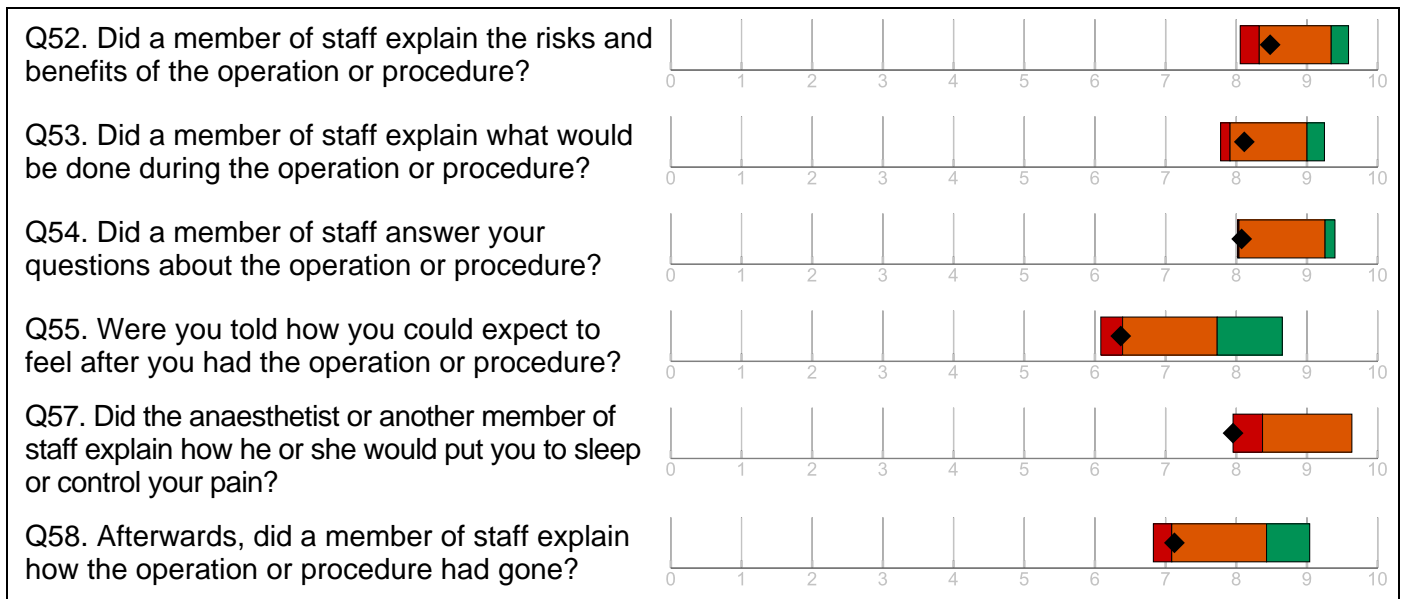 Q52. Did a member of staff explain the risks and
benefits of the operation or procedure?
0 1 2 3 4 5 6 7 8 9 10
Q53. Did a member of staff explain what would
be done during the operation or procedure?
0 1 2 3 4 5 6 7 8 9 10
Q54. Did a member of staff answer your
questions about the operation or procedure?
0 1 2 3 4 5 6 7 8 9 10
Q55. Were you told how you could expect to
feel after you had the operation or procedure?
0 1 2 3 4 5 6 7 8 9 10
Q57. Did the anaesthetist or another member of
staff explain how he or she would put you to sleep
or control your pain?
0 1 2 3 4 5 6 7 8 9 10
Q58. Afterwards, did a member of staff explain
how the operation or procedure had gone?
0 1 2 3 4 5 6 7 8 9 10